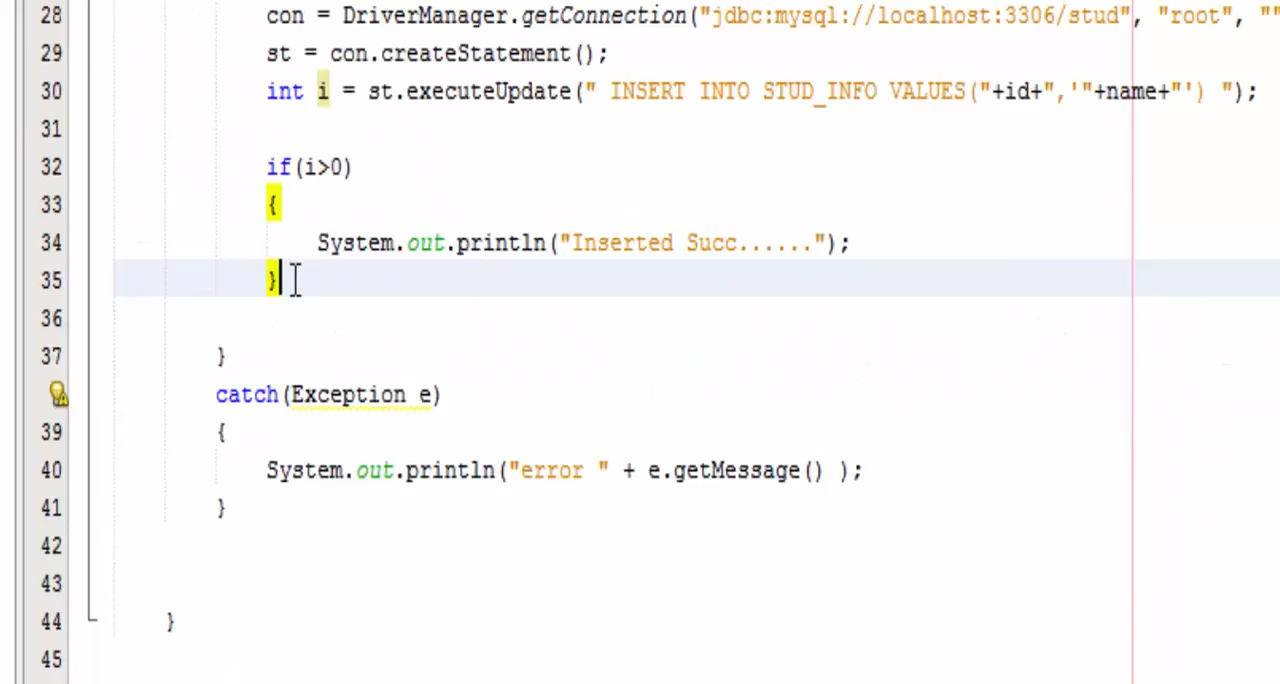 28 con = DriverManager.getConnection("jdbc:mysql://localhost:3306/stud", "root", ""
29 st = con.createStatement();
30 int i = st.executeUpdate(" INSERT INTO STUD_INFO VALUES("+id+",'"+name+"') ");
31
32 if(i>0)
33 {
34 System.out.println("Inserted Succ......");
35 }
36
37 }
catch(Exception e)
39 {
40 System.out.println("error " + e.getMessage() );
41 }
42
43
44 }
45